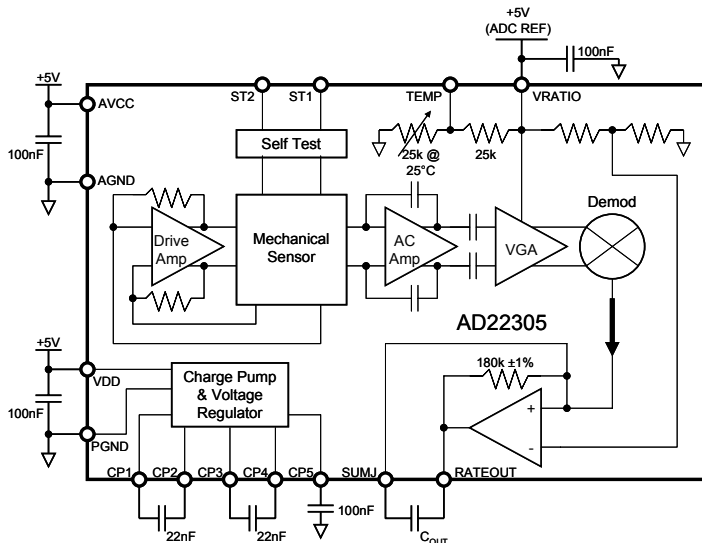 +5V
(ADC REF)
100nF
+5V
ST2
ST1
TEMP
VRATIO
AVCC
100nF
Self Test
25k @
25°C
25k
AGND
Demod
Drive
Amp
Mechanical
Sensor
AC
Amp
VGA
AD22305
+5V
180k ±1%
VDD
Charge Pump
& Voltage
Regulator
100nF
+
-
PGND
CP1
CP2
CP3
CP4
CP5
SUMJ
RATEOUT
22nF
22nF
100nF
COUT